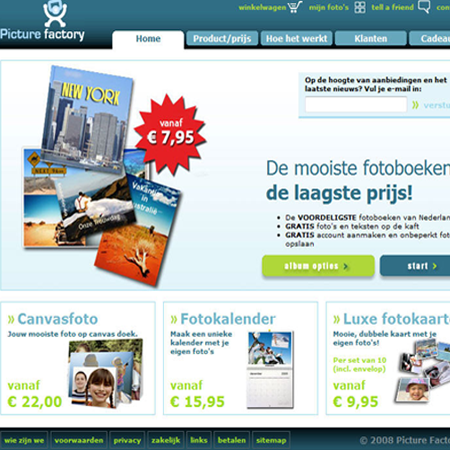 winkelwagen mijn foto's tell a friend con
Picture factory
Home Product/prijs Hoe het werkt Klanten Cadea
NEW YORK
vanaf
€ 7,95
Op de hoogte van aanbiedingen en het
laatste nieuws? Vul je e-mail in:
» verstu
Onze trouwdag
Vakantie
in
Australië
De mooiste fotoboeken
de laagste prijs!
• De VOORDELIGSTE fotoboeken van Nederlan
• GRATIS foto's en teksten op de kaft
• GRATIS account aanmaken en onbeperkt fot
opslaan
album opties »
start »
» Canvasfoto
Jouw mooiste foto op canvas doek.
vanaf
€ 22,00
» Fotokalender
Maak een unieke
kalender met je
eigen foto's
vanaf
€ 15,95
» Luxe fotokaarte
Mooie, dubbele kaart met je
eigen foto's!
Per set van 10
(incl. envelop)
vanaf
€ 9,95
wie zijn we voorwaarden privacy zakelijk links betalen sitemap
© 2008 Picture Facto